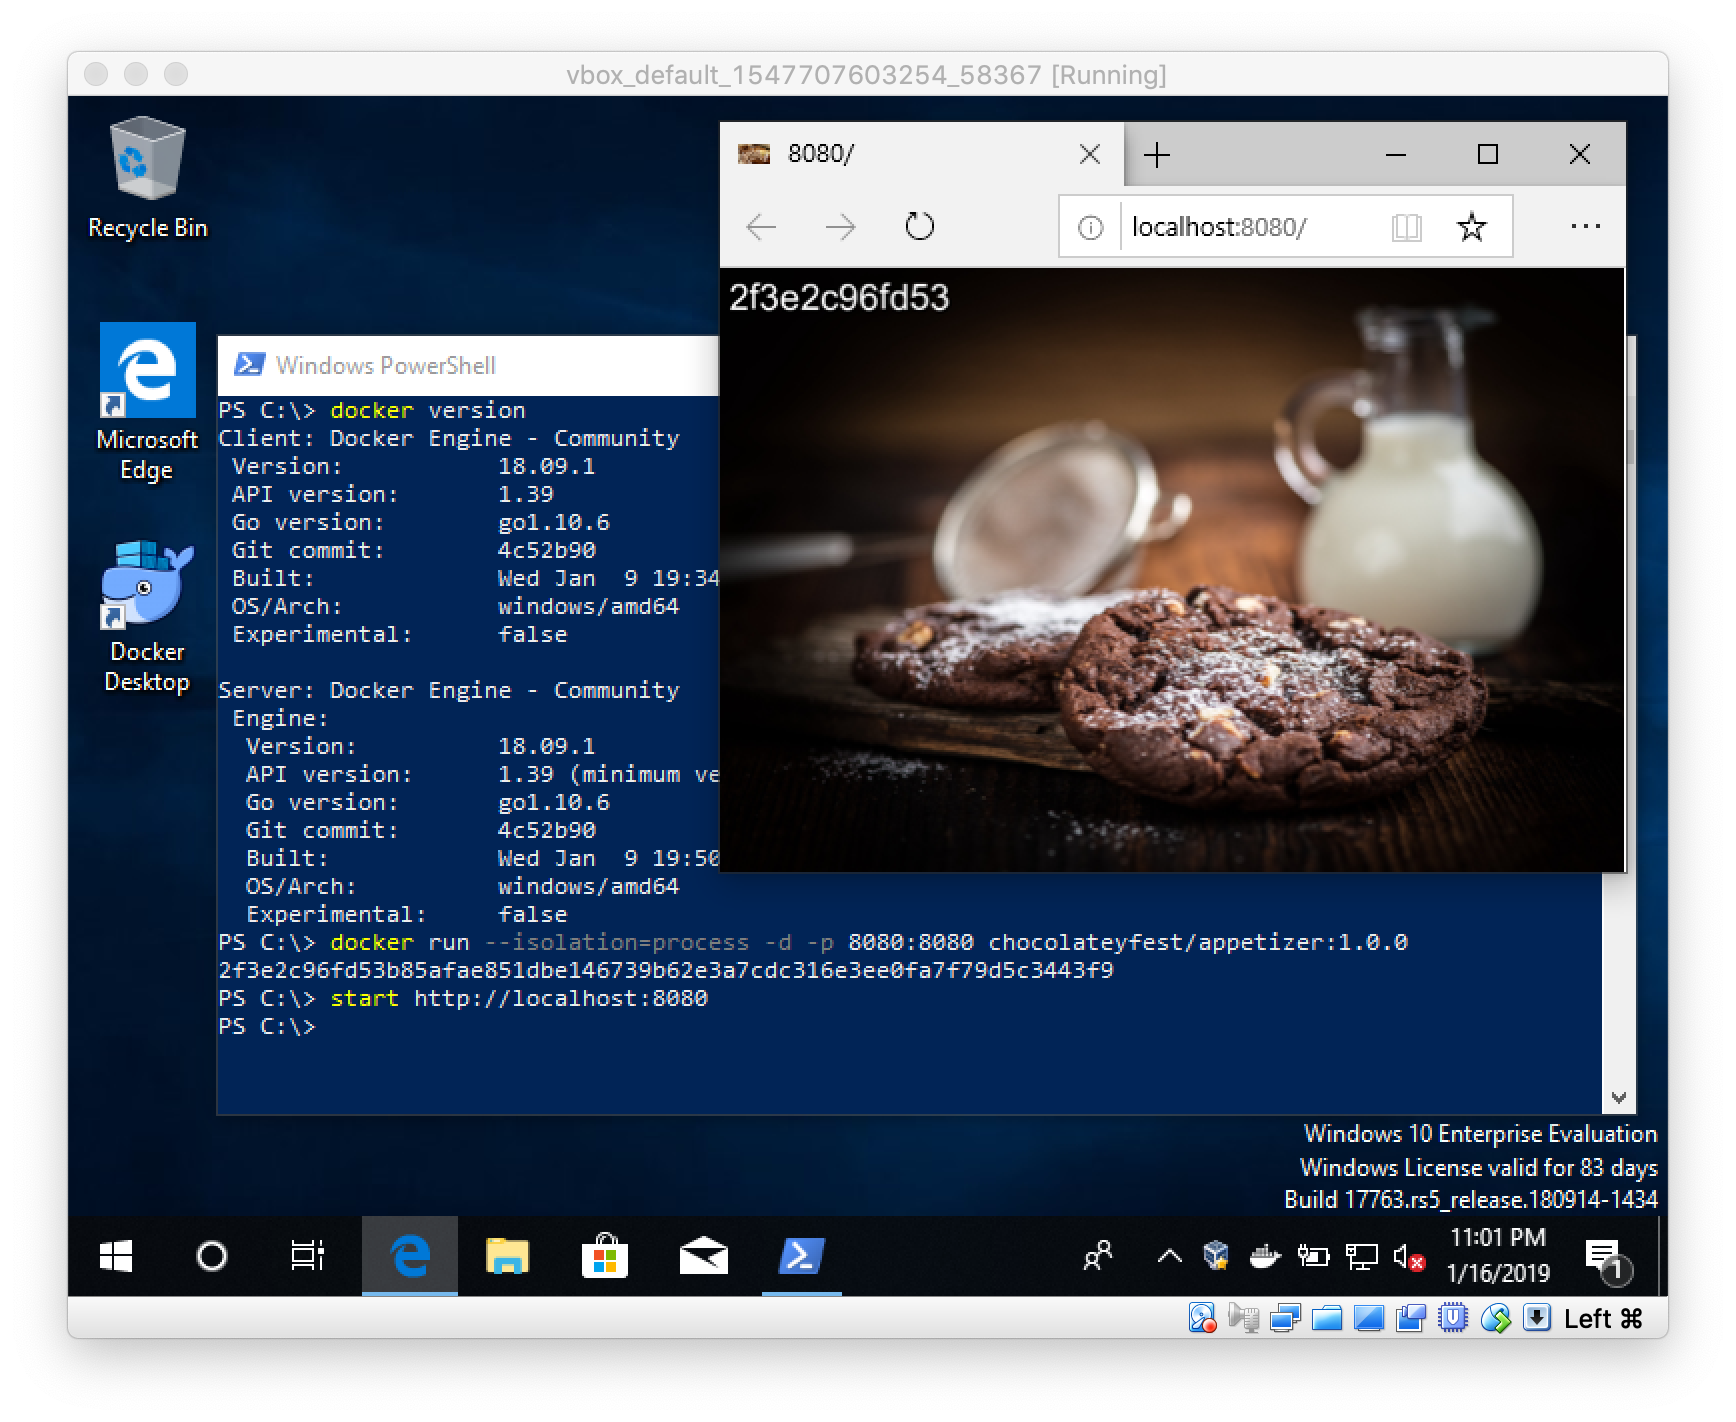 vbox_default_1547707603254_58367 [Running]
Recycle Bin
Microsoft
Edge
Docker
Desktop
8080/
localhost:8080/
2f3e2c96fd53
Windows PowerShell
PS C:\> docker version
Client: Docker Engine - Community
Version: 18.09.1
API version: 1.39
Go version: go1.10.6
Git commit: 4c52b90
Built: Wed Jan  9 19:34
OS/Arch: windows/amd64
Experimental: false
Server: Docker Engine - Community
Engine:
Version: 18.09.1
API version: 1.39 (minimum ve
Go version: go1.10.6
Git commit: 4c52b90
Built: Wed Jan  9 19:50
OS/Arch: windows/amd64
Experimental: false
PS C:\> docker run --isolation=process -d -p 8080:8080 chocolateyfest/appetizer:1.0.0
2f3e2c96fd53b85afae851dbe146739b62e3a7cdc316e3ee0fa7f79d5c3443f9
PS C:\> start http://localhost:8080
PS C:\>
Windows 10 Enterprise Evaluation
Windows License valid for 83 days
Build 17763.rs5_release.180914-1434
11:01 PM
1/16/2019
1
Left ⌘